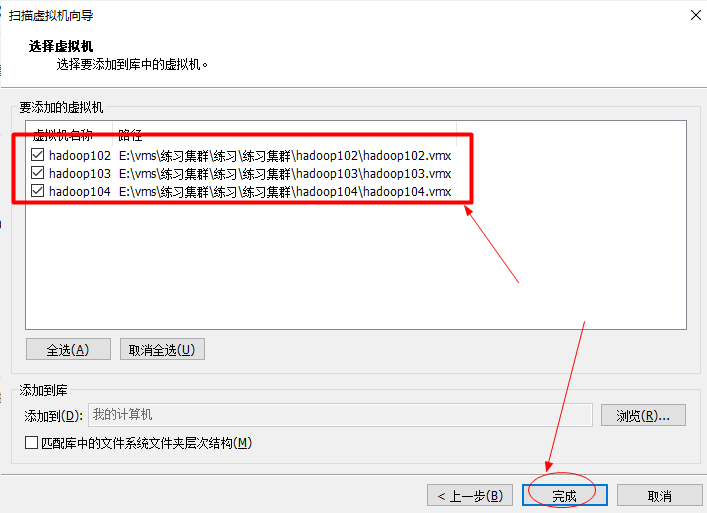 扫描虚拟机向导
选择虚拟机
选择要添加到库中的虚拟机。
要添加的虚拟机
虚拟机名称 路径
hadoop102 E:\vms\练习集群\练习\练习集群\hadoop102\hadoop102.vmx
hadoop103 E:\vms\练习集群\练习\练习集群\hadoop103\hadoop103.vmx
hadoop104 E:\vms\练习集群\练习\练习集群\hadoop104\hadoop104.vmx
全选(A) 取消全选(U)
添加到库
添加到(D): 我的计算机 浏览(R)...
匹配库中的文件系统文件夹层次结构(M)
< 上一步(B) 完成 取消